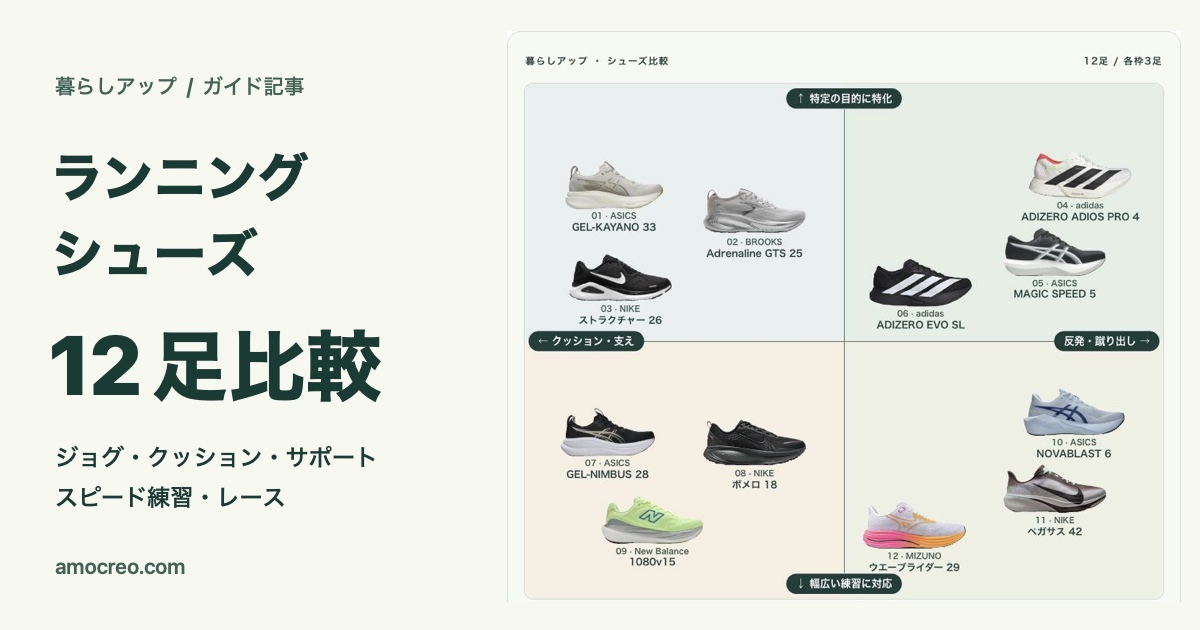 暮らしアップ / ガイド記事
ランニング
シューズ
12足比較
ジョグ・クッション・サポート
スピード練習・レース
amocreo.com
暮らしアップ ・ シューズ比較
12足 / 各枠3足
↑ 特定の目的に特化
01 · ASICS
GEL-KAYANO 33
02 · BROOKS
Adrenaline GTS 25
03 · NIKE
ストラクチャー 26
04 · adidas
ADIZERO ADIOS PRO 4
05 · ASICS
MAGIC SPEED 5
06 · adidas
ADIZERO EVO SL
← クッション・支え
反発・蹴り出し →
07 · ASICS
GEL-NIMBUS 28
08 · NIKE
ボメロ 18
09 · New Balance
1080v15
10 · ASICS
NOVABLAST 6
11 · NIKE
ペガサス 42
12 · MIZUNO
ウエーブライダー 29
↓ 幅広い練習に対応